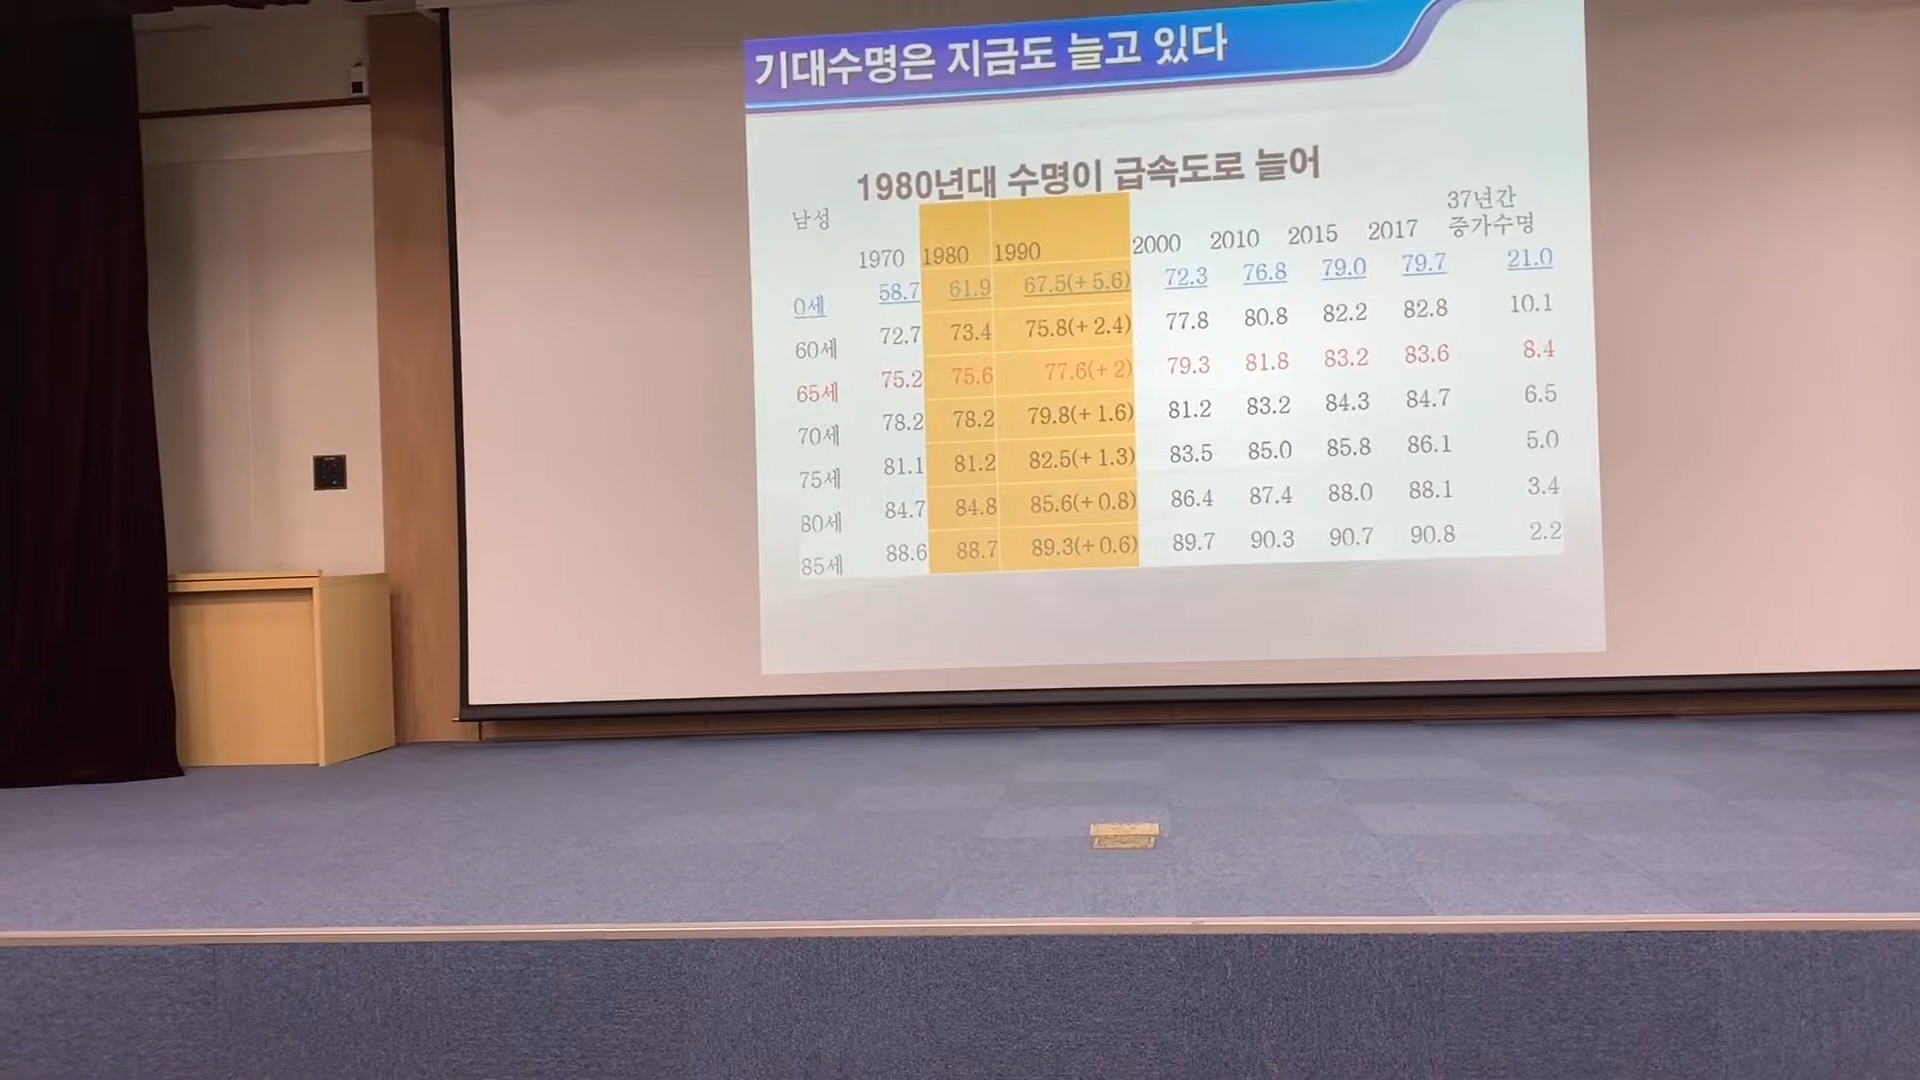 기대수명은 지금도 늘고 있다
1980년대 수명이 급속도로 늘어
남성 1970 1980 1990 2000 2010 2015 2017 37년간 증가수명
0세 58.7 61.9 67.5(+5.6) 72.3 76.8 79.0 79.7 21.0
60세 72.7 73.4 75.8(+2.4) 77.8 80.8 82.2 82.8 10.1
65세 75.2 75.6 77.6(+2) 79.3 81.8 83.2 83.6 8.4
70세 78.2 78.2 79.8(+1.6) 81.2 83.2 84.3 84.7 6.5
75세 81.1 81.2 82.5(+1.3) 83.5 85.0 85.8 86.1 5.0
80세 84.7 84.8 85.6(+0.8) 86.4 87.4 88.0 88.1 3.4
85세 88.6 88.7 89.3(+0.6) 89.7 90.3 90.7 90.8 2.2